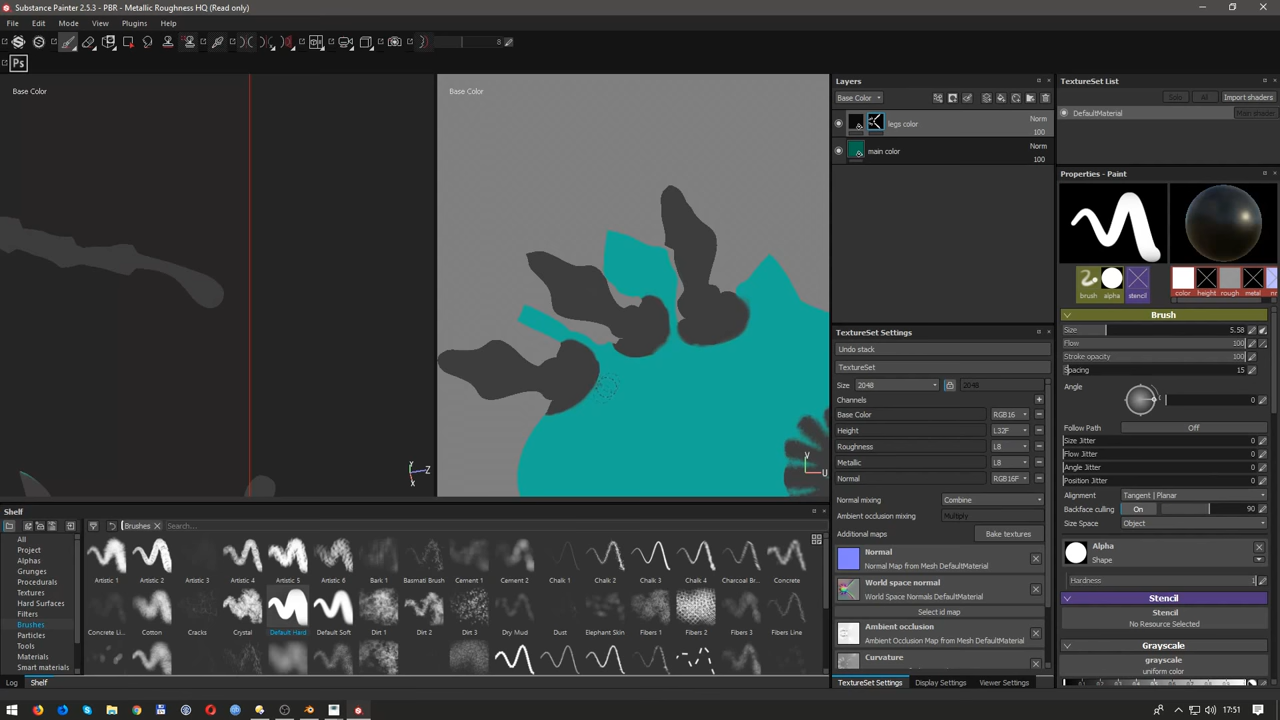 Substance Painter 2.5.3 - PBR - Metallic Roughness HQ (Read only)
File Edit Mode View Plugins Help
8
Ps
Base Color
Base Color
Y
Z
X
V
U
Layers
Base Color
legs color
Norm
100
main color
Norm
100
TextureSet Settings
Undo stack
TextureSet
Size 2048 2048
Channels
Base Color RGB16
Height L32F
Roughness L8
Metallic L8
Normal RGB16F
Normal mixing Combine
Ambient occlusion mixing Multiply
Additional maps Bake textures
Normal
Normal Map from Mesh DefaultMaterial
World space normal
World Space Normals DefaultMaterial
Select id map
Ambient occlusion
Ambient Occlusion Map from Mesh DefaultMaterial
Curvature
TextureSet Settings Display Settings Viewer Settings
TextureSet List
Solo All Import shaders
DefaultMaterial Main shader
Properties - Paint
brush alpha stencil
color height rough metal nr
Brush
Size 5.58
Flow 100
Stroke opacity 100
Spacing 15
Angle 0
Follow Path Off
Size Jitter 0
Flow Jitter 0
Angle Jitter 0
Position Jitter 0
Alignment Tangent | Planar
Backface culling On 90
Size Space Object
Alpha
Shape
Hardness 1
Stencil
Stencil
No Resource Selected
Grayscale
grayscale
uniform color
Shelf
Brushes Search...
All
Project
Alphas
Grunges
Procedurals
Textures
Hard Surfaces
Filters
Brushes
Particles
Tools
Materials
Smart materials
Artistic 1 Artistic 2 Artistic 3 Artistic 4 Artistic 5 Artistic 6 Bark 1 Basmati Brush Cement 1 Cement 2 Chalk 1 Chalk 2 Chalk 3 Chalk 4 Charcoal Br... Concrete
Concrete Li... Cotton Cracks Crystal Default Hard Default Soft Dirt 1 Dirt 2 Dirt 3 Dry Mud Dust Elephant Skin Fibers 1 Fibers 2 Fibers 3 Fibers Line
Log Shelf
17:51